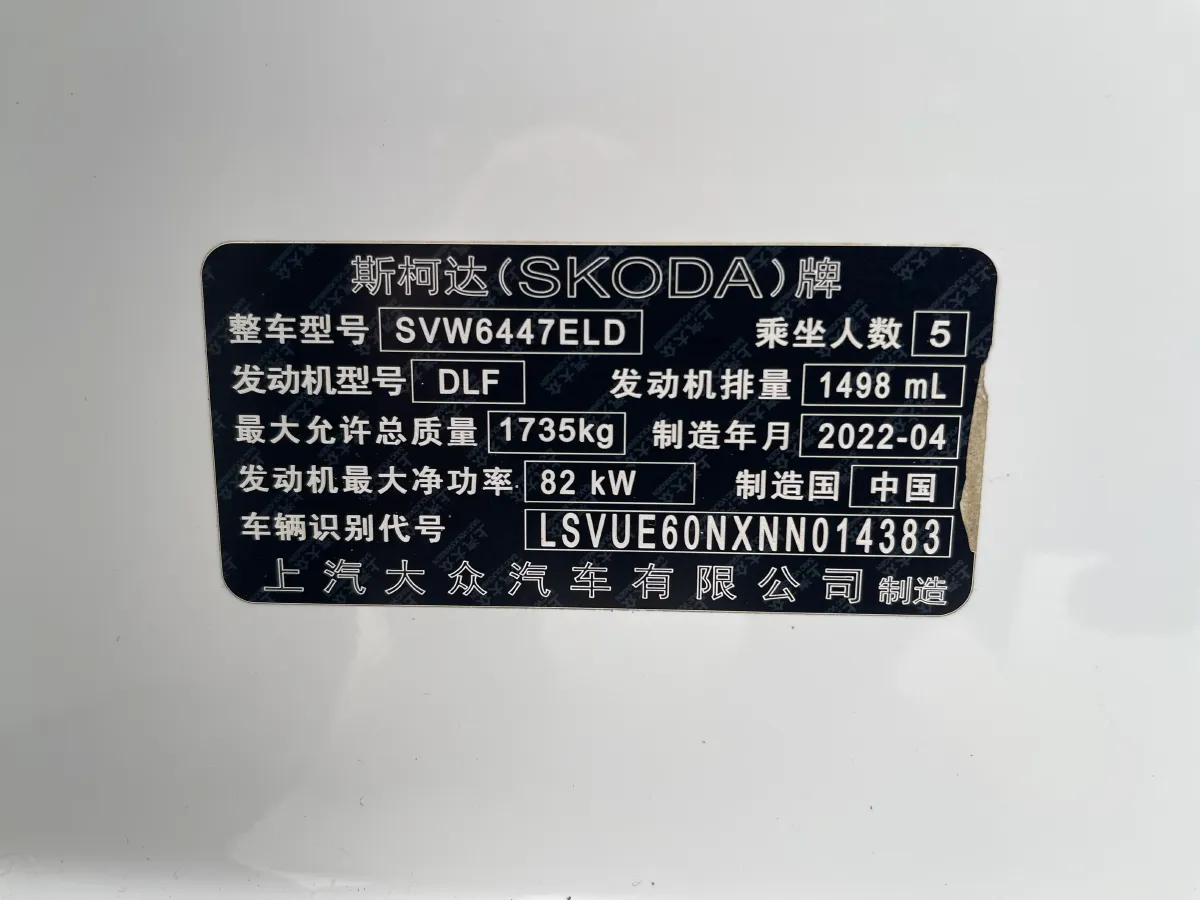 斯柯达(SKODA)牌
整车型号 SVW6447ELD 乘坐人数 5
发动机型号 DLF 发动机排量 1498 mL
最大允许总质量 1735kg 制造年月 2022-04
发动机最大净功率 82 kW 制造国 中国
车辆识别代号 LSVUE60NXNN014383
上汽大众汽车有限公司 制造